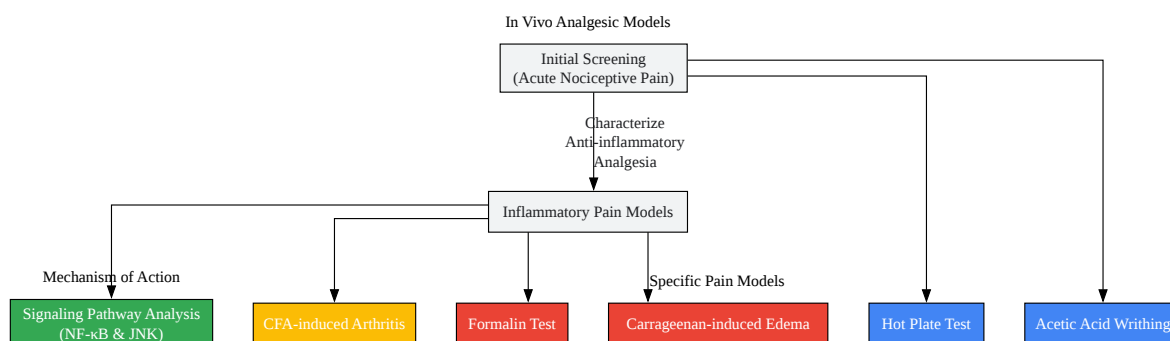 In Vivo Analgesic Models
Initial Screening
(Acute Nociceptive Pain)
Characterize
Anti-inflammatory
Analgesia
Inflammatory Pain Models
Mechanism of Action
Specific Pain Models
Signaling Pathway Analysis
(NF-κB & JNK)
CFA-induced Arthritis
Formalin Test
Carrageenan-induced Edema
Hot Plate Test
Acetic Acid Writhing